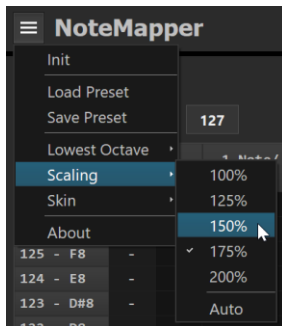 NoteMapper
Init
Load Preset
Save Preset
127
Lowest Octave
Scaling
100%
Skin
125%
150%
About
175%
125 - F8 -
124 - E8 -
200%
123 - D#8 -
Auto